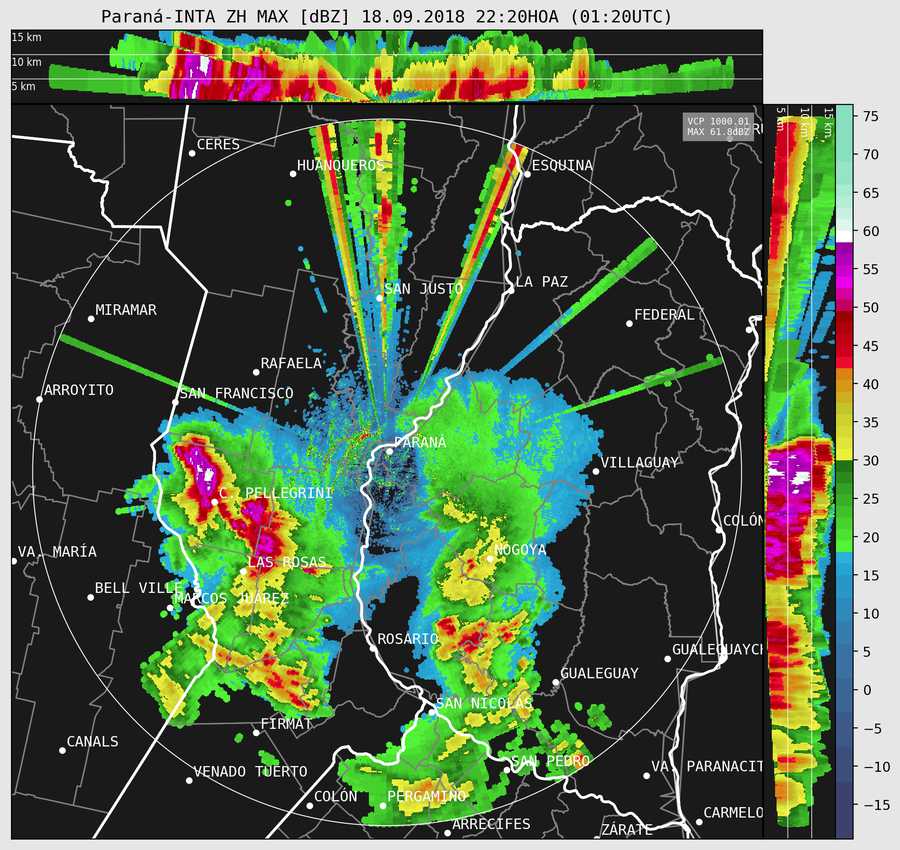 Paraná-INTA ZH MAX [dBZ] 18.09.2018 22:20HOA (01:20UTC)
15 km
10 km
5 km
VCP 1000.01
MAX 61.8dBZ
5 km
10 km
15 km
CERES
HUANQUEROS
ESQUINA
SAN JUSTO
LA PAZ
MIRAMAR
FEDERAL
RAFAELA
ARROYITO
SAN FRANCISCO
PARANÁ
VILLAGUAY
C. PELLEGRINI
COLÓN
VA. MARÍA
NOGOYA
LAS ROSAS
BELL VILLE
MARCOS JUÁREZ
ROSARIO
GUALEGUAYCH
GUALEGUAY
SAN NICOLÁS
FIRMAT
CANALS
SAN PEDRO
VENADO TUERTO
VA. PARANACIT
COLÓN
PERGAMINO
CARMELO
ARRECIFES
ZÁRATE
75
70
65
60
55
50
45
40
35
30
25
20
15
10
5
0
−5
−10
−15